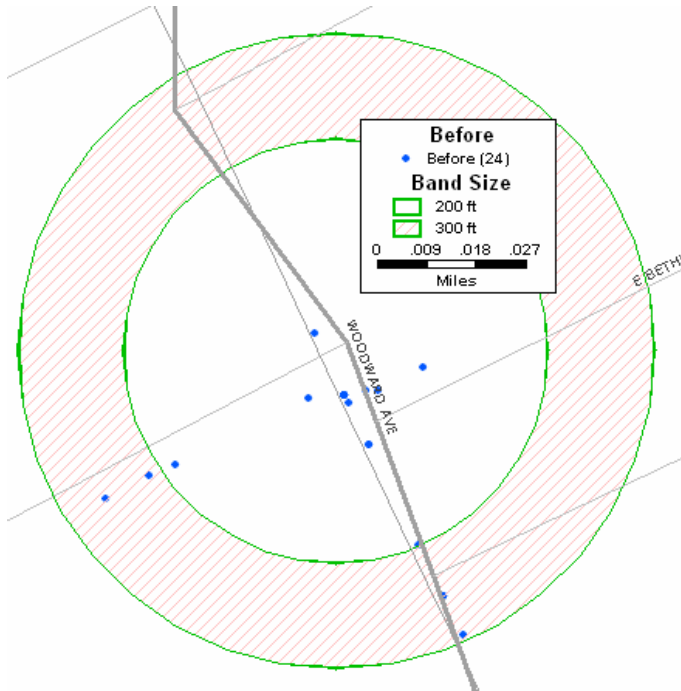 Before
Before (24)
Band Size
200 ft
300 ft
0 .009 .018 .027
Miles
WOODWARD AVE
E BETH